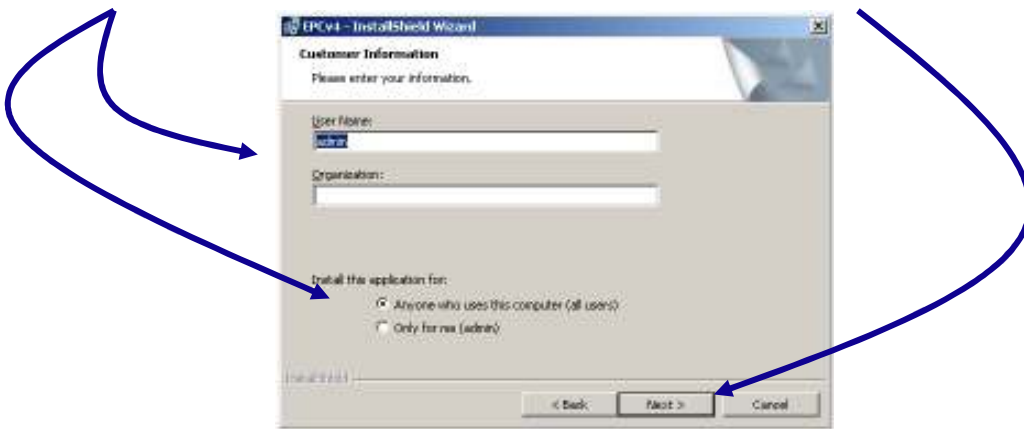 EPCv4 - InstallShield Wizard
Customer Information
Please enter your information.
User Name:
admin
Organization:
Install this application for:
Anyone who uses this computer (all users)
Only for me (admin)
InstallShield
< Back
Next >
Cancel